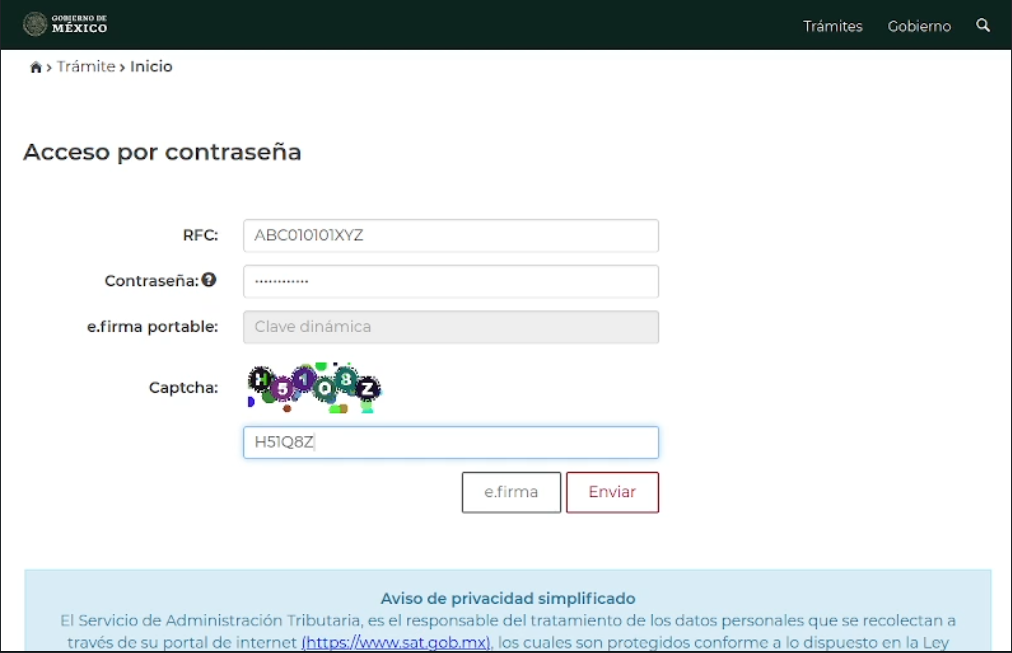 GOBIERNO DE
MÉXICO
Trámites Gobierno
Trámite › Inicio
Acceso por contraseña
RFC: ABC010101XYZ
Contraseña: ············
e.firma portable: Clave dinámica
Captcha: H51Q8Z
H51Q8Z
e.firma Enviar
Aviso de privacidad simplificado
El Servicio de Administración Tributaria, es el responsable del tratamiento de los datos personales que se recolectan a
través de su portal de internet (https://www.sat.gob.mx), los cuales son protegidos conforme a lo dispuesto en la Ley